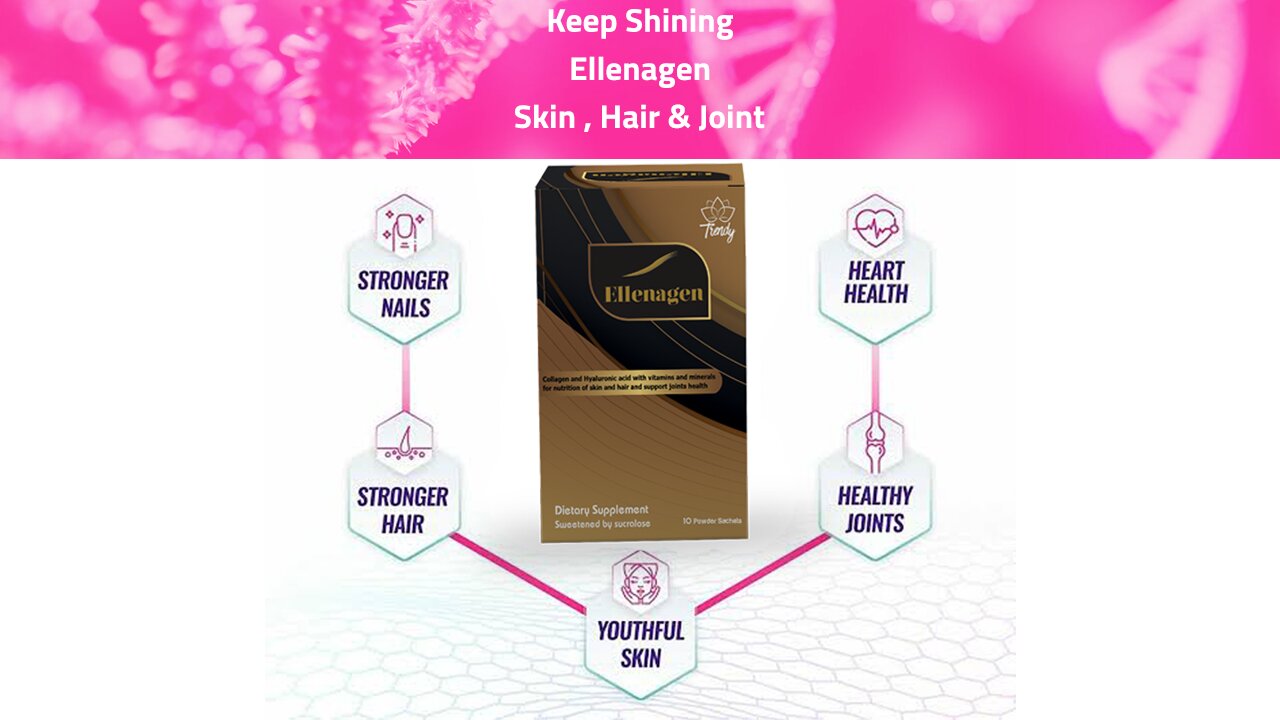 Keep Shining
Ellenagen
Skin , Hair & Joint
Trendy
Ellenagen
Collagen and Hyaluronic acid with vitamins and minerals
for nutrition of skin and hair and support joints health
Dietary Supplement
Sweetened by sucralose
10 Powder Sachets
STRONGER
NAILS
HEART
HEALTH
STRONGER
HAIR
HEALTHY
JOINTS
YOUTHFUL
SKIN